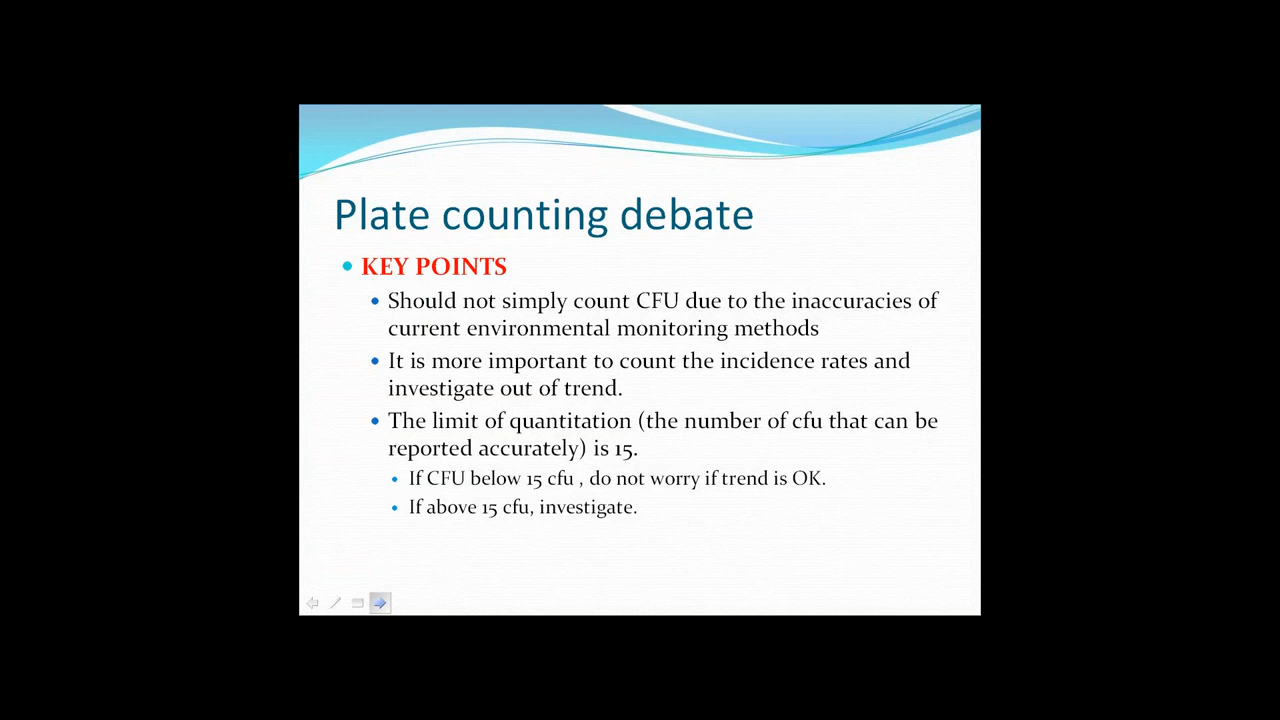 Plate counting debate
KEY POINTS
Should not simply count CFU due to the inaccuracies of
current environmental monitoring methods
It is more important to count the incidence rates and
investigate out of trend.
The limit of quantitation (the number of cfu that can be
reported accurately) is 15.
If CFU below 15 cfu , do not worry if trend is OK.
If above 15 cfu, investigate.